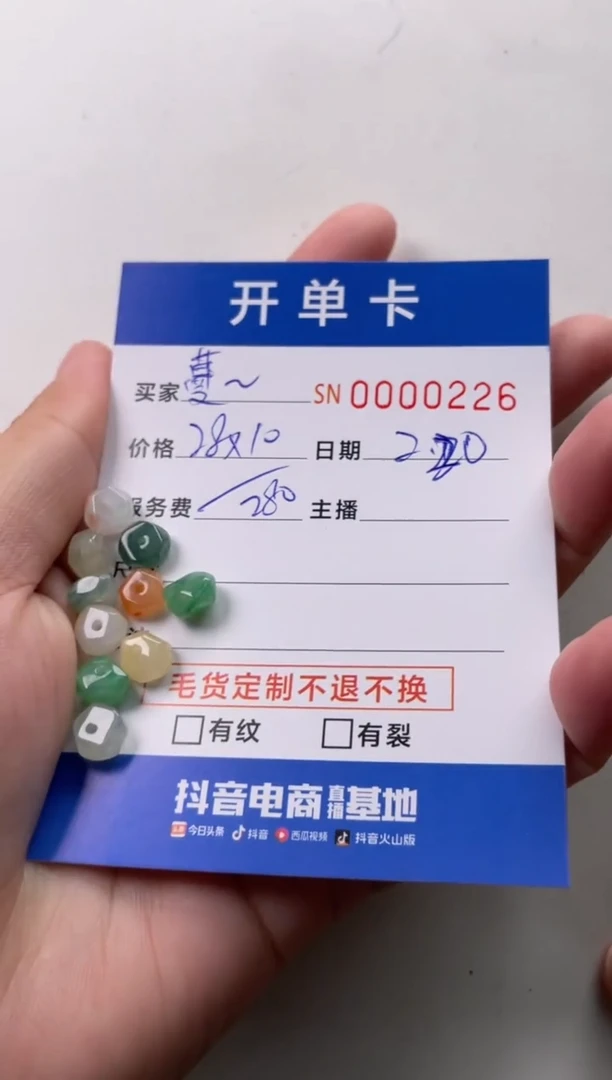 开单卡
买家 蔓~ SN 0000226
价格 28x10 日期 2.20
服务费 280 主播
毛货定制不退不换
有纹 有裂
抖音电商直播基地
今日头条 抖音 西瓜视频 抖音火山版